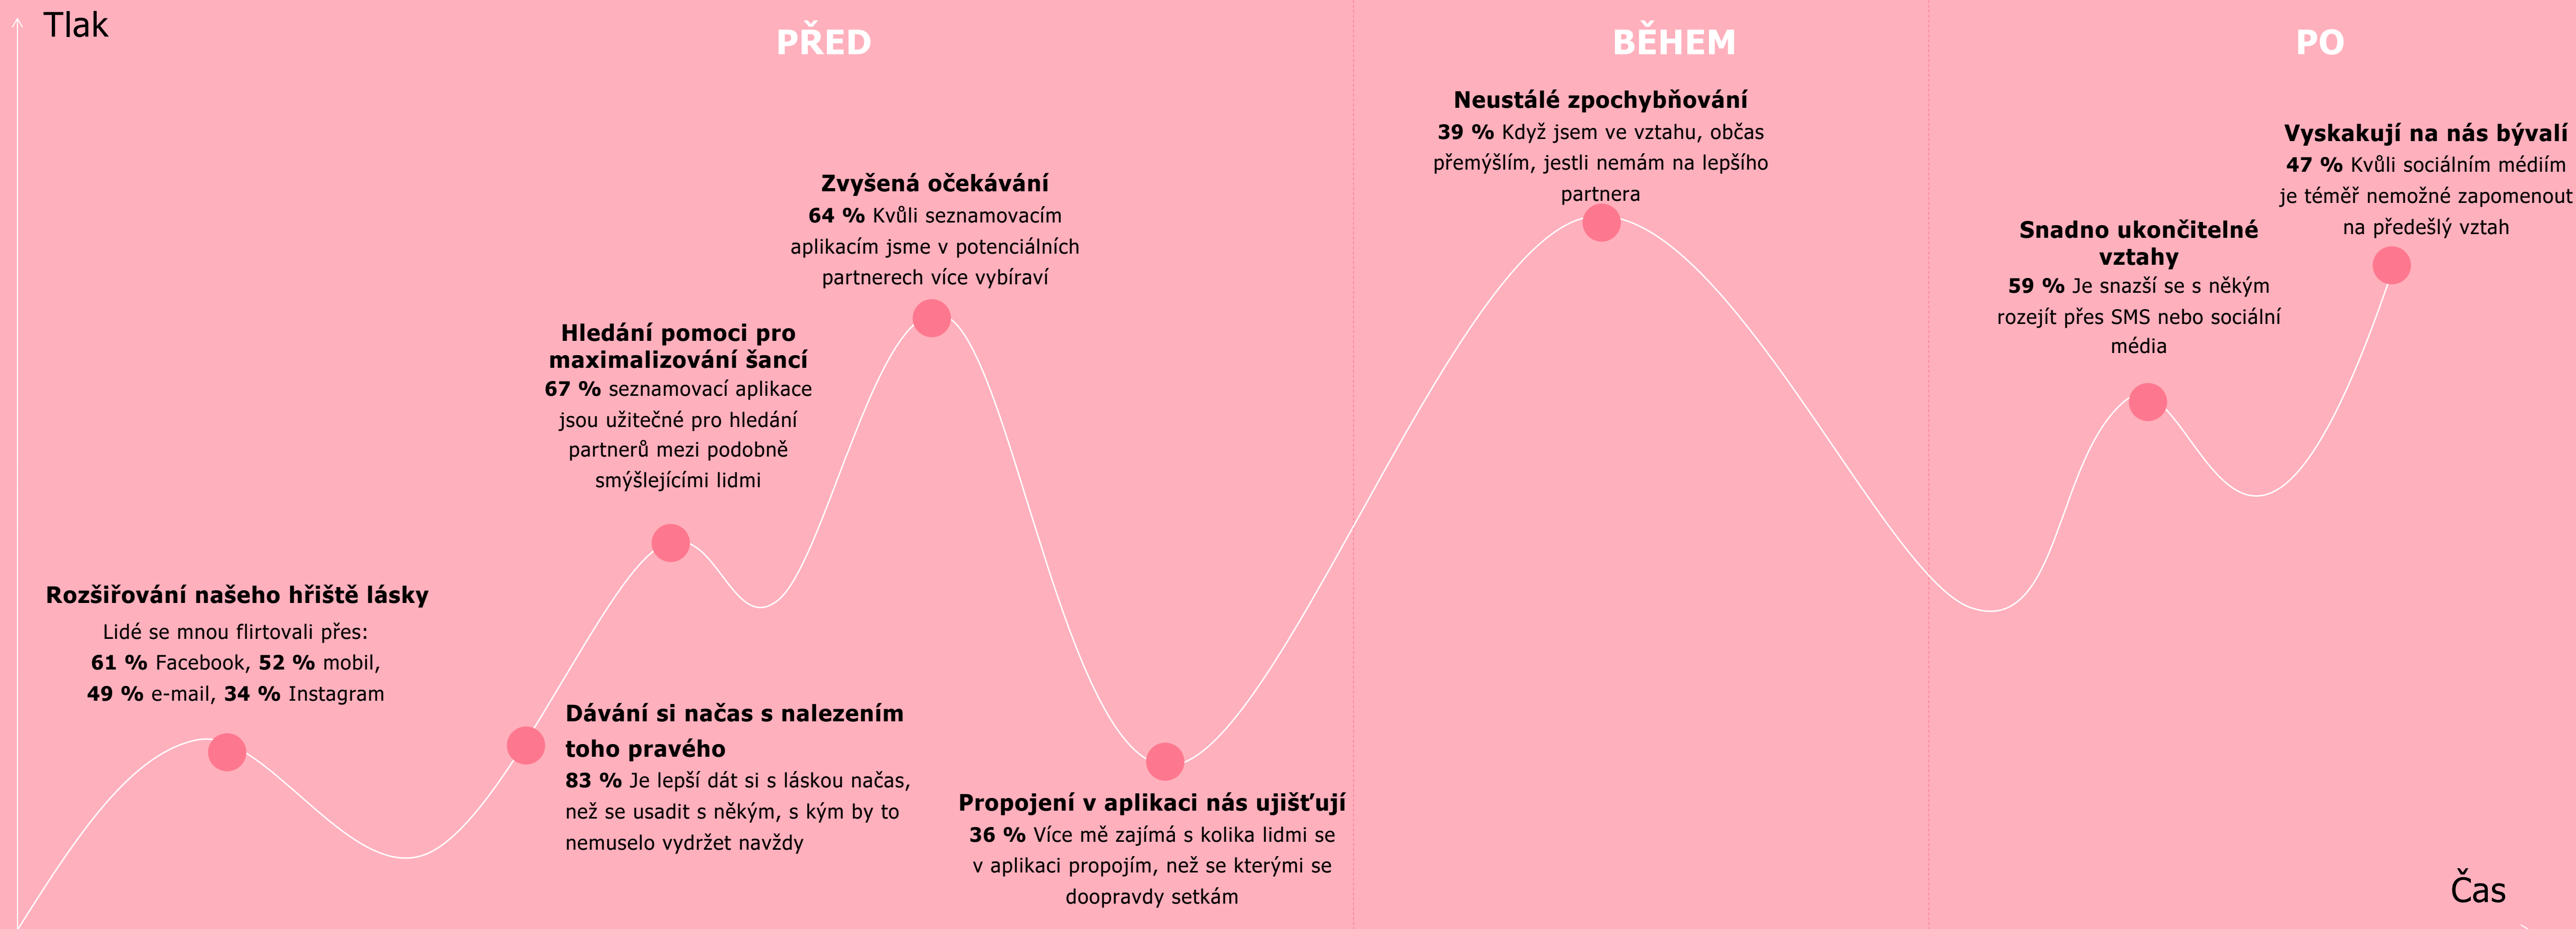 Tlak
PŘED
BĚHEM
PO
Rozšiřování našeho hřiště lásky
Lidé se mnou flirtovali přes:
61 % Facebook, 52 % mobil,
49 % e-mail, 34 % Instagram
Dávání si načas s nalezením
toho pravého
83 % Je lepší dát si s láskou načas,
než se usadit s někým, s kým by to
nemuselo vydržet navždy
Hledání pomoci pro
maximalizování šancí
67 % seznamovací aplikace
jsou užitečné pro hledání
partnerů mezi podobně
smýšlejícími lidmi
Zvyšená očekávání
64 % Kvůli seznamovacím
aplikacím jsme v potenciálních
partnerech více vybíraví
Propojení v aplikaci nás ujišťují
36 % Více mě zajímá s kolika lidmi se
v aplikaci propojím, než se kterými se
doopravdy setkám
Neustálé zpochybňování
39 % Když jsem ve vztahu, občas
přemýšlím, jestli nemám na lepšího
partnera
Snadno ukončitelné
vztahy
59 % Je snazší se s někým
rozejít přes SMS nebo sociální
média
Vyskakují na nás bývalí
47 % Kvůli sociálním médiím
je téměř nemožné zapomenout
na předešlý vztah
Čas